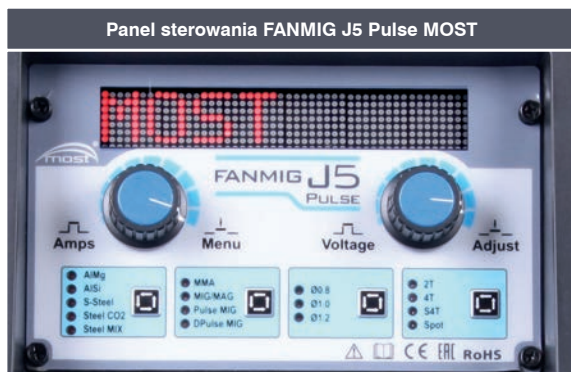 Panel sterowania FANMIG J5 Pulse MOST
MOST
most
FANMIG J5
PULSE
Amps
Menu
Voltage
Adjust
AlMg
AlSi
S-Steel
Steel CO2
Steel MIX
MMA
MIG/MAG
Pulse MIG
DPulse MIG
Ø0.8
Ø1.0
Ø1.2
2T
4T
S4T
Spot
CE EAC RoHS